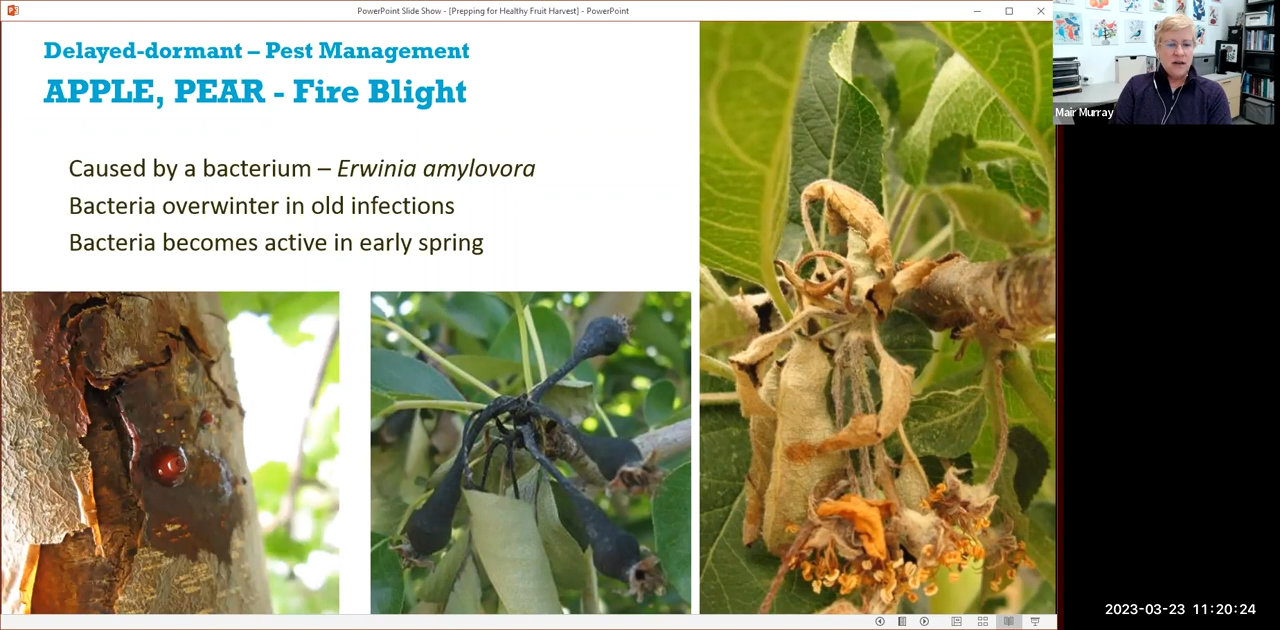 PowerPoint Slide Show - [Prepping for Healthy Fruit Harvest] - PowerPoint
Delayed-dormant – Pest Management
APPLE, PEAR - Fire Blight
Caused by a bacterium – Erwinia amylovora
Bacteria overwinter in old infections
Bacteria becomes active in early spring
Mair Murray
2023-03-23 11:20:24